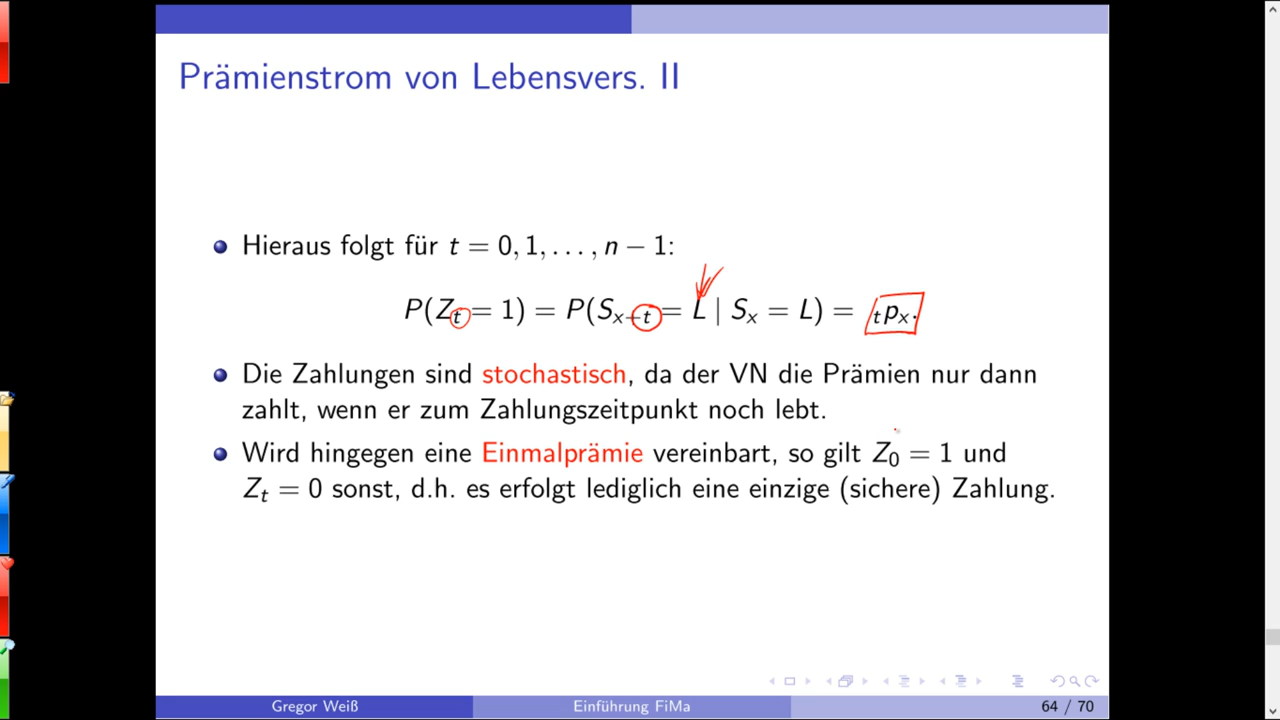 Prämienstrom von Lebensvers. II
Hieraus folgt für t = 0, 1, . . . , n − 1:
P(Z_t = 1) = P(S_{x+t} = L | S_x = L) = _t p_x.
Die Zahlungen sind stochastisch, da der VN die Prämien nur dann
zahlt, wenn er zum Zahlungszeitpunkt noch lebt.
Wird hingegen eine Einmalprämie vereinbart, so gilt Z_0 = 1 und
Z_t = 0 sonst, d.h. es erfolgt lediglich eine einzige (sichere) Zahlung.
Gregor Weiß
Einführung FiMa
64 / 70